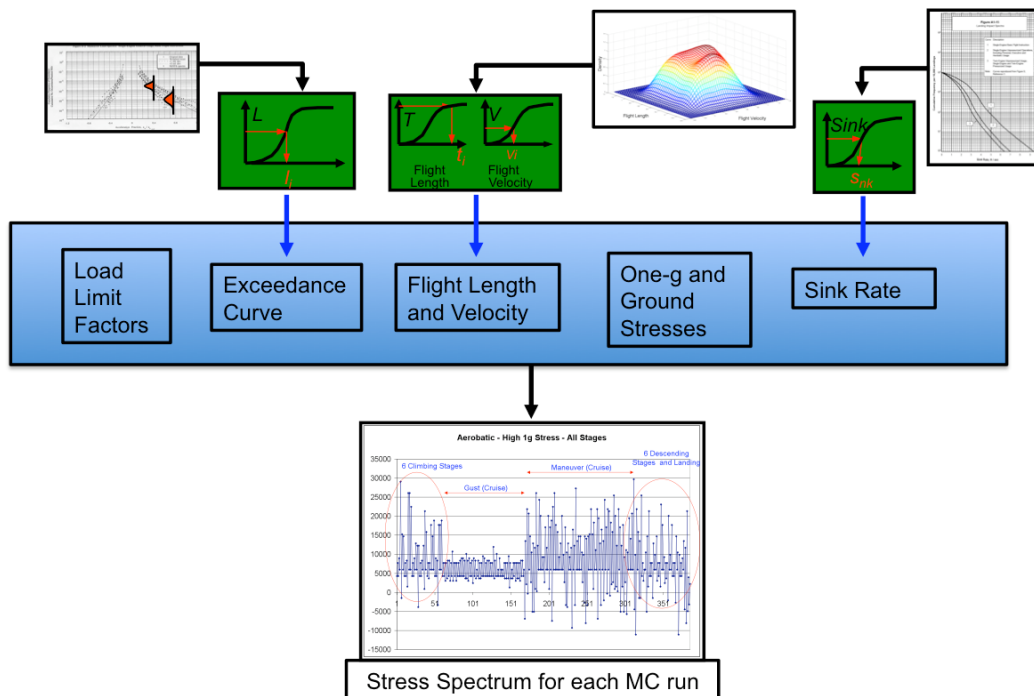 Density
Flight Length
Flight Velocity
L
l_i
T
t_i
V
v_i
Flight
Length
Flight
Velocity
Sink
s_nk
Load
Limit
Factors
Exceedance
Curve
Flight Length
and Velocity
One-g and
Ground
Stresses
Sink Rate
Aerobatic - High 1g Stress - All Stages
6 Climbing Stages
Gust (Cruise)
Maneuver (Cruise)
6 Descending
Stages and Landing
35000
30000
25000
20000
15000
10000
5000
0
-5000
-10000
-15000
1 51 101 151 201 251 301 351
Stress Spectrum for each MC run